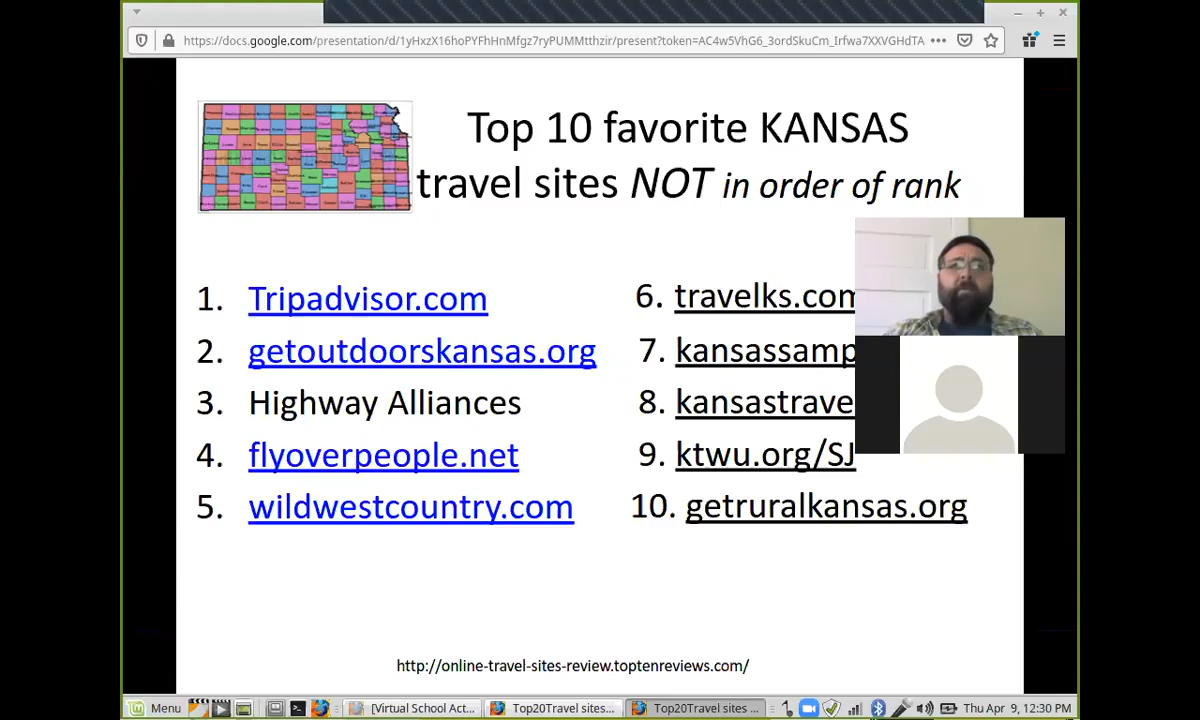 https://docs.google.com/presentation/d/1yHxzX16hoPYFhHnMfgz7ryPUMMtthzir/present?token=AC4w5VhG6_3ordSkuCm_Irfwa7XXVGHdTA
Top 10 favorite KANSAS
travel sites NOT in order of rank
1. Tripadvisor.com
2. getoutdoorskansas.org
3. Highway Alliances
4. flyoverpeople.net
5. wildwestcountry.com
6. travelks.com
7. kansassamp
8. kansastrave
9. ktwu.org/SJ
10. getruralkansas.org
http://online-travel-sites-review.toptenreviews.com/
Menu [Virtual School Act... Top20Travel sites... Top20Travel sites ... Thu Apr 9, 12:30 PM